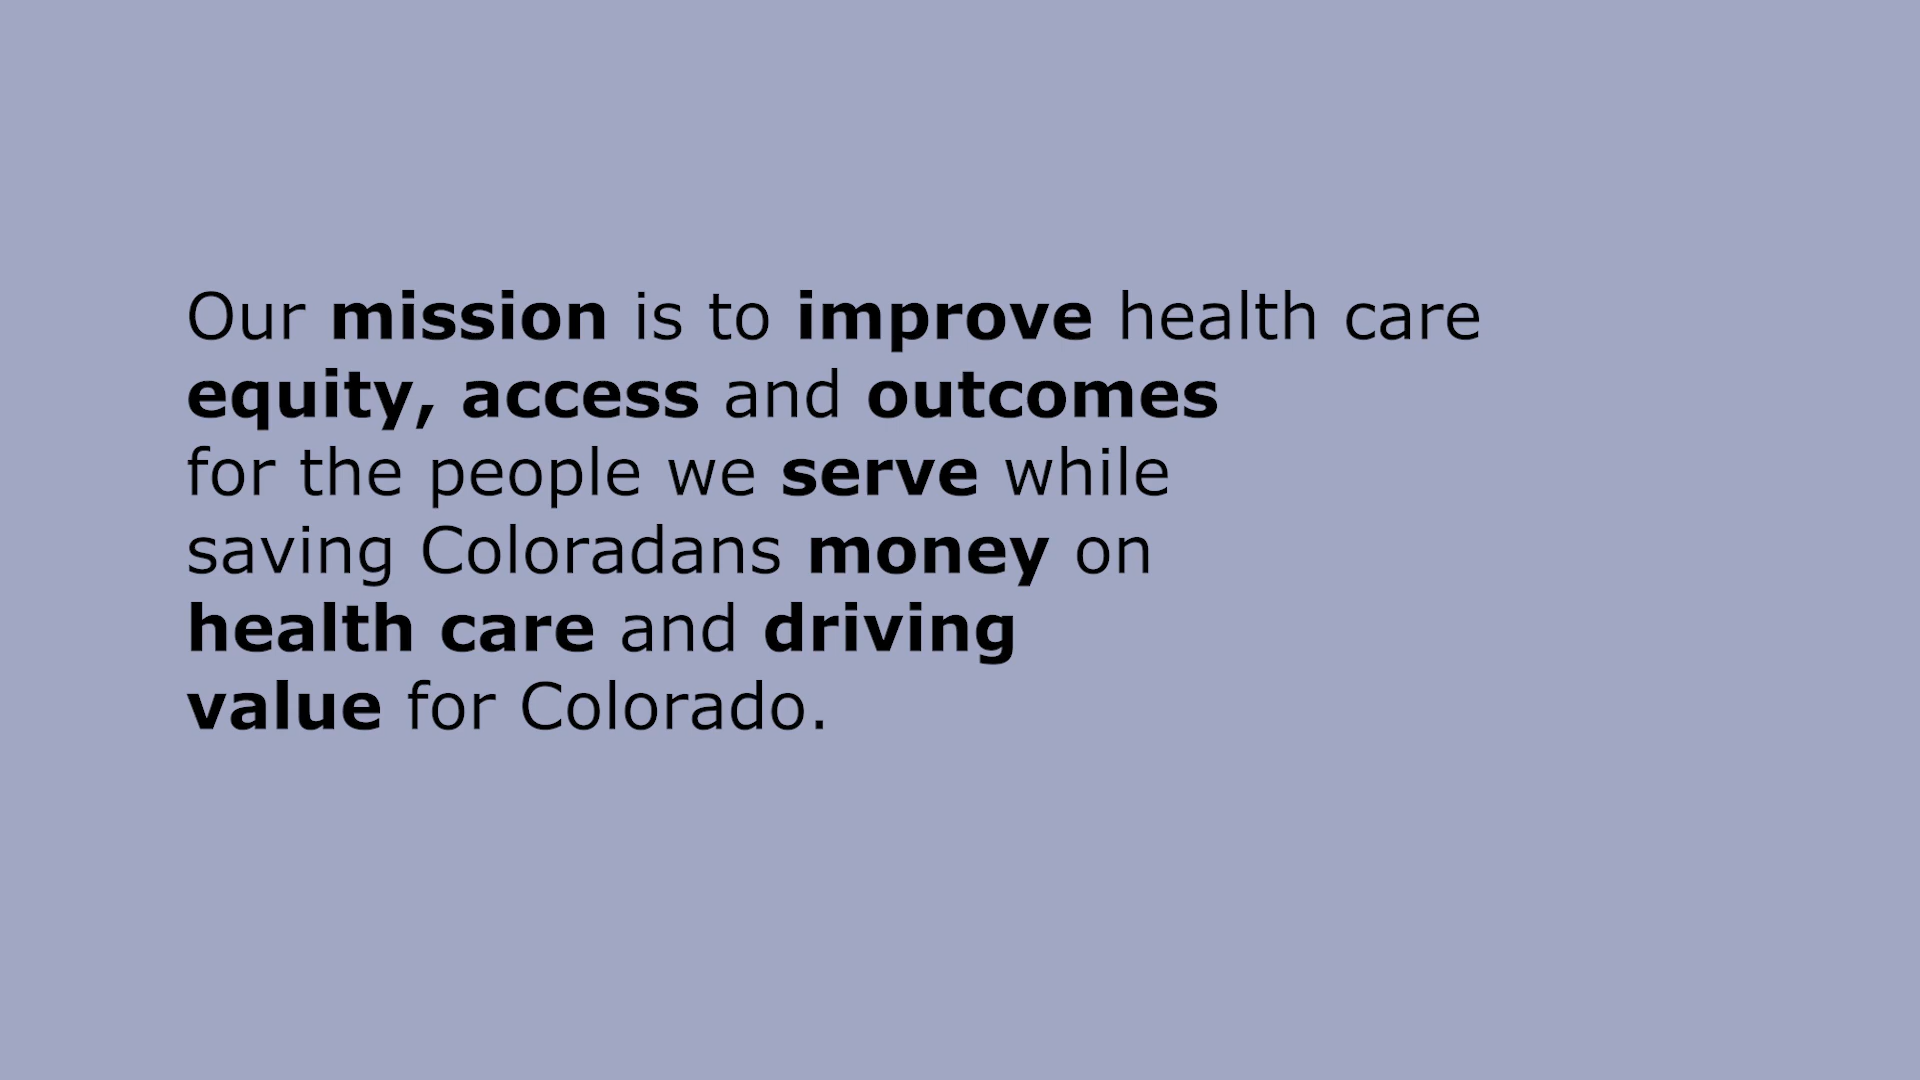 Our mission is to improve health care
equity, access and outcomes
for the people we serve while
saving Coloradans money on
health care and driving
value for Colorado.